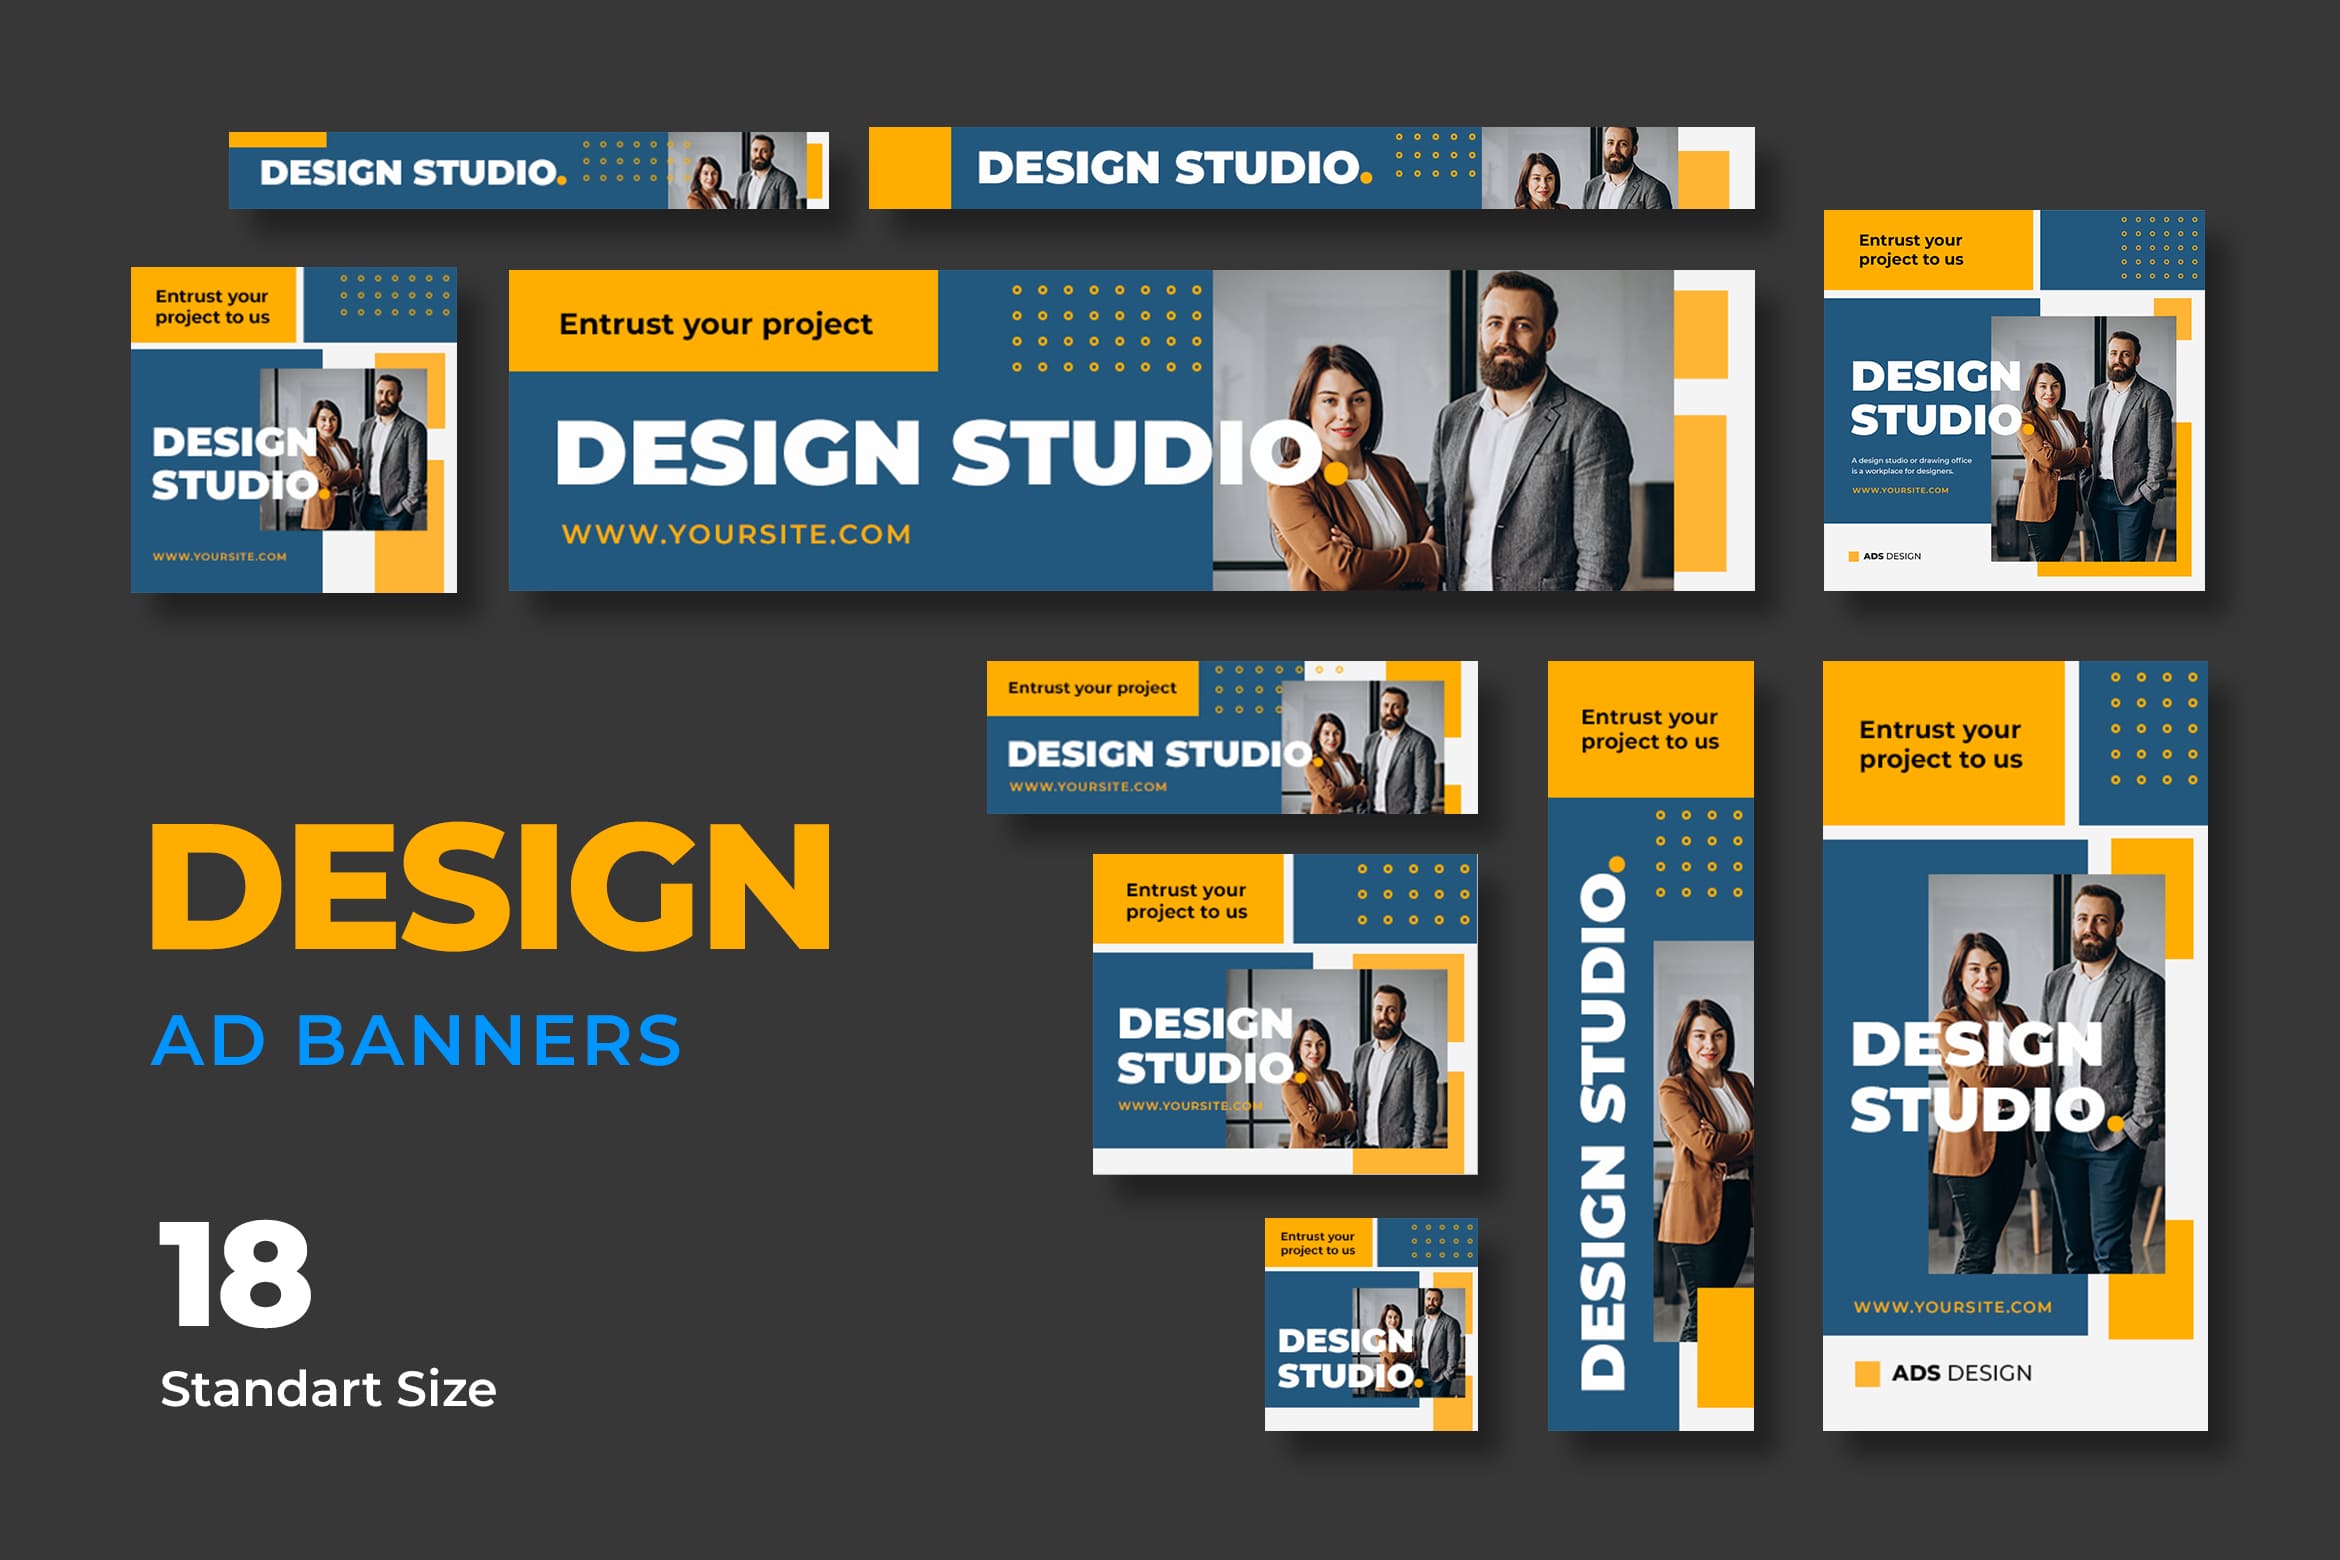 DESIGN STUDIO.
DESIGN STUDIO.
Entrust your
project to us
DESIGN
STUDIO.
WWW.YOURSITE.COM
Entrust your project
DESIGN STUDIO.
WWW.YOURSITE.COM
Entrust your
project to us
DESIGN
STUDIO.
A design studio or drawing office
is a workplace for designers.
WWW.YOURSITE.COM
ADS DESIGN
DESIGN
AD BANNERS
18
Standart Size
Entrust your project
DESIGN STUDIO.
WWW.YOURSITE.COM
Entrust your
project to us
DESIGN
STUDIO.
WWW.YOURSITE.COM
Entrust your
project to us
DESIGN
STUDIO.
Entrust your
project to us
DESIGN STUDIO.
Entrust your
project to us
DESIGN
STUDIO.
WWW.YOURSITE.COM
ADS DESIGN